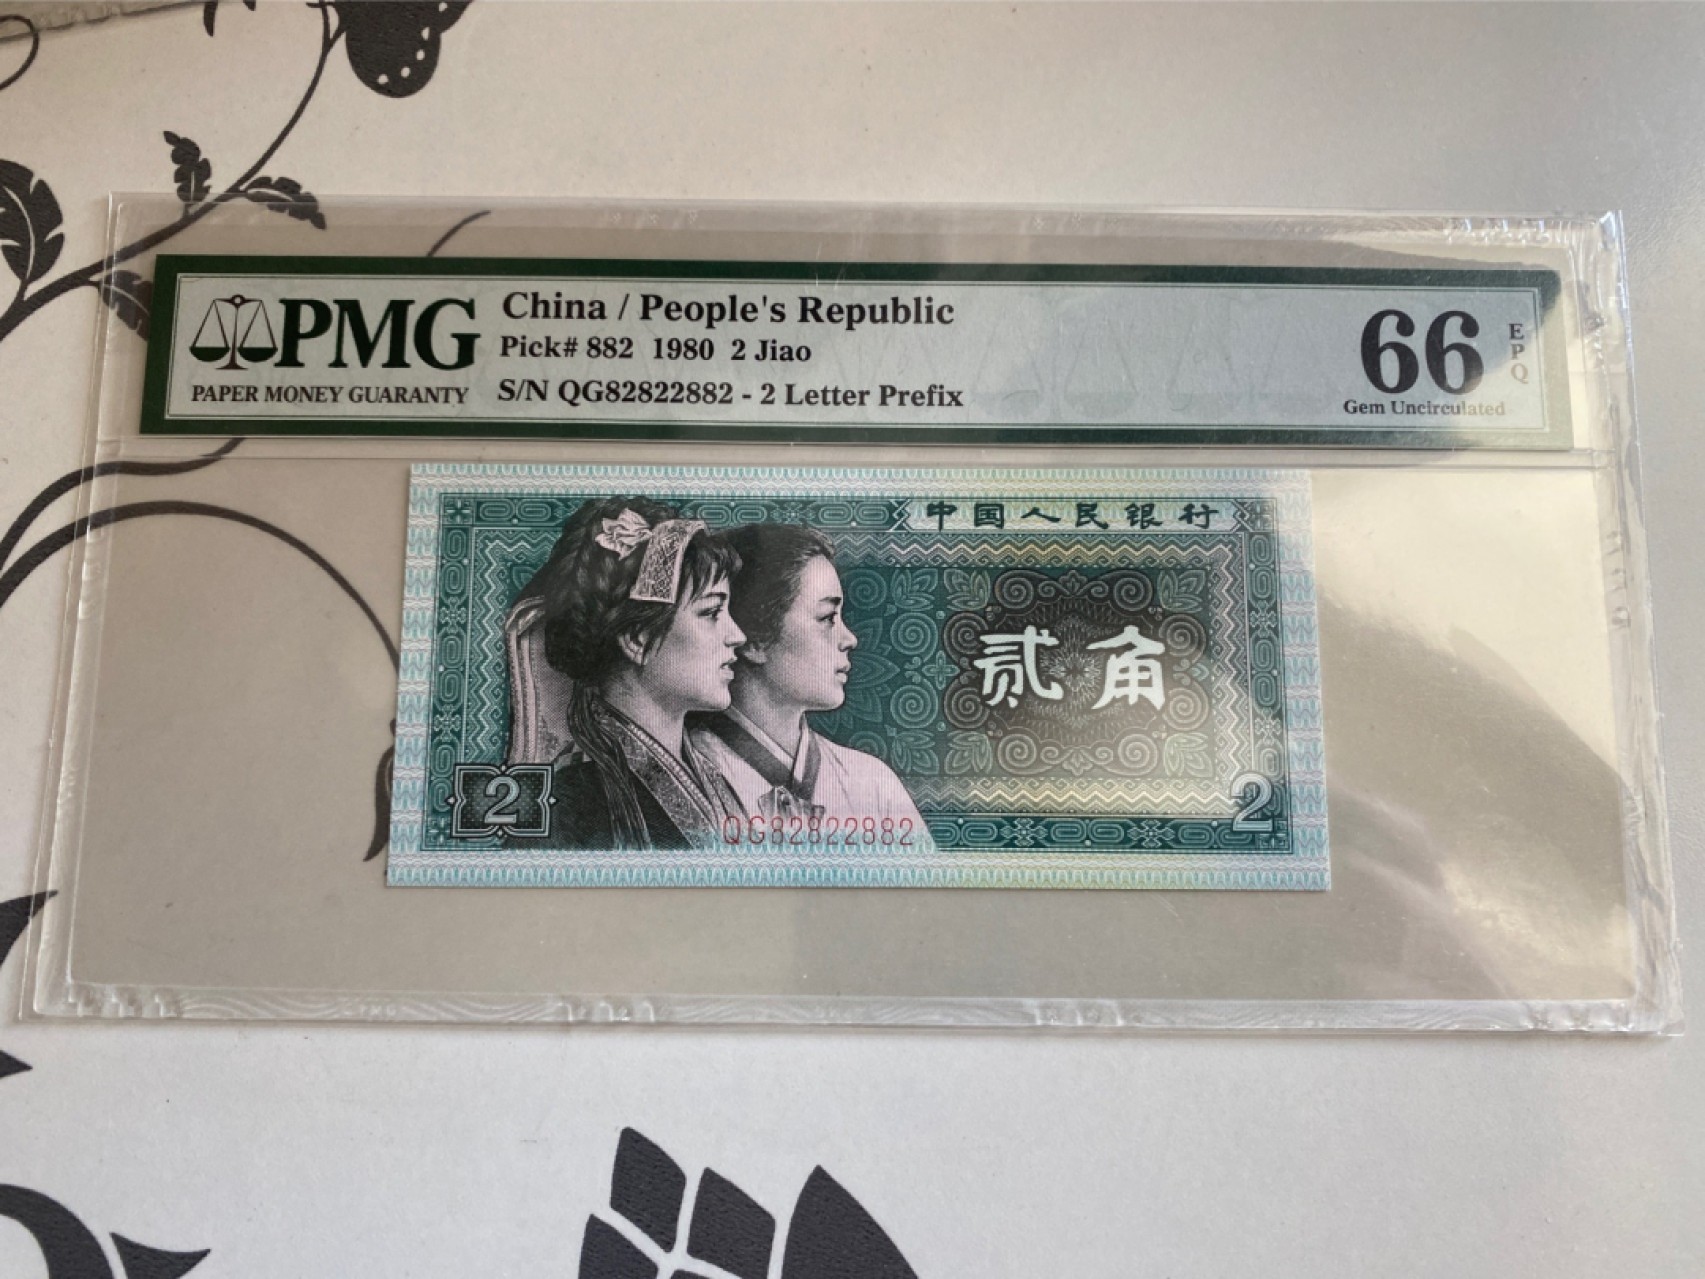 PMG
PAPER MONEY GUARANTY
China / People's Republic
Pick# 882 1980 2 Jiao
S/N QG82822882 - 2 Letter Prefix
66
EPQ
Gem Uncirculated
中国人民银行
贰角
2
2
QG82822882